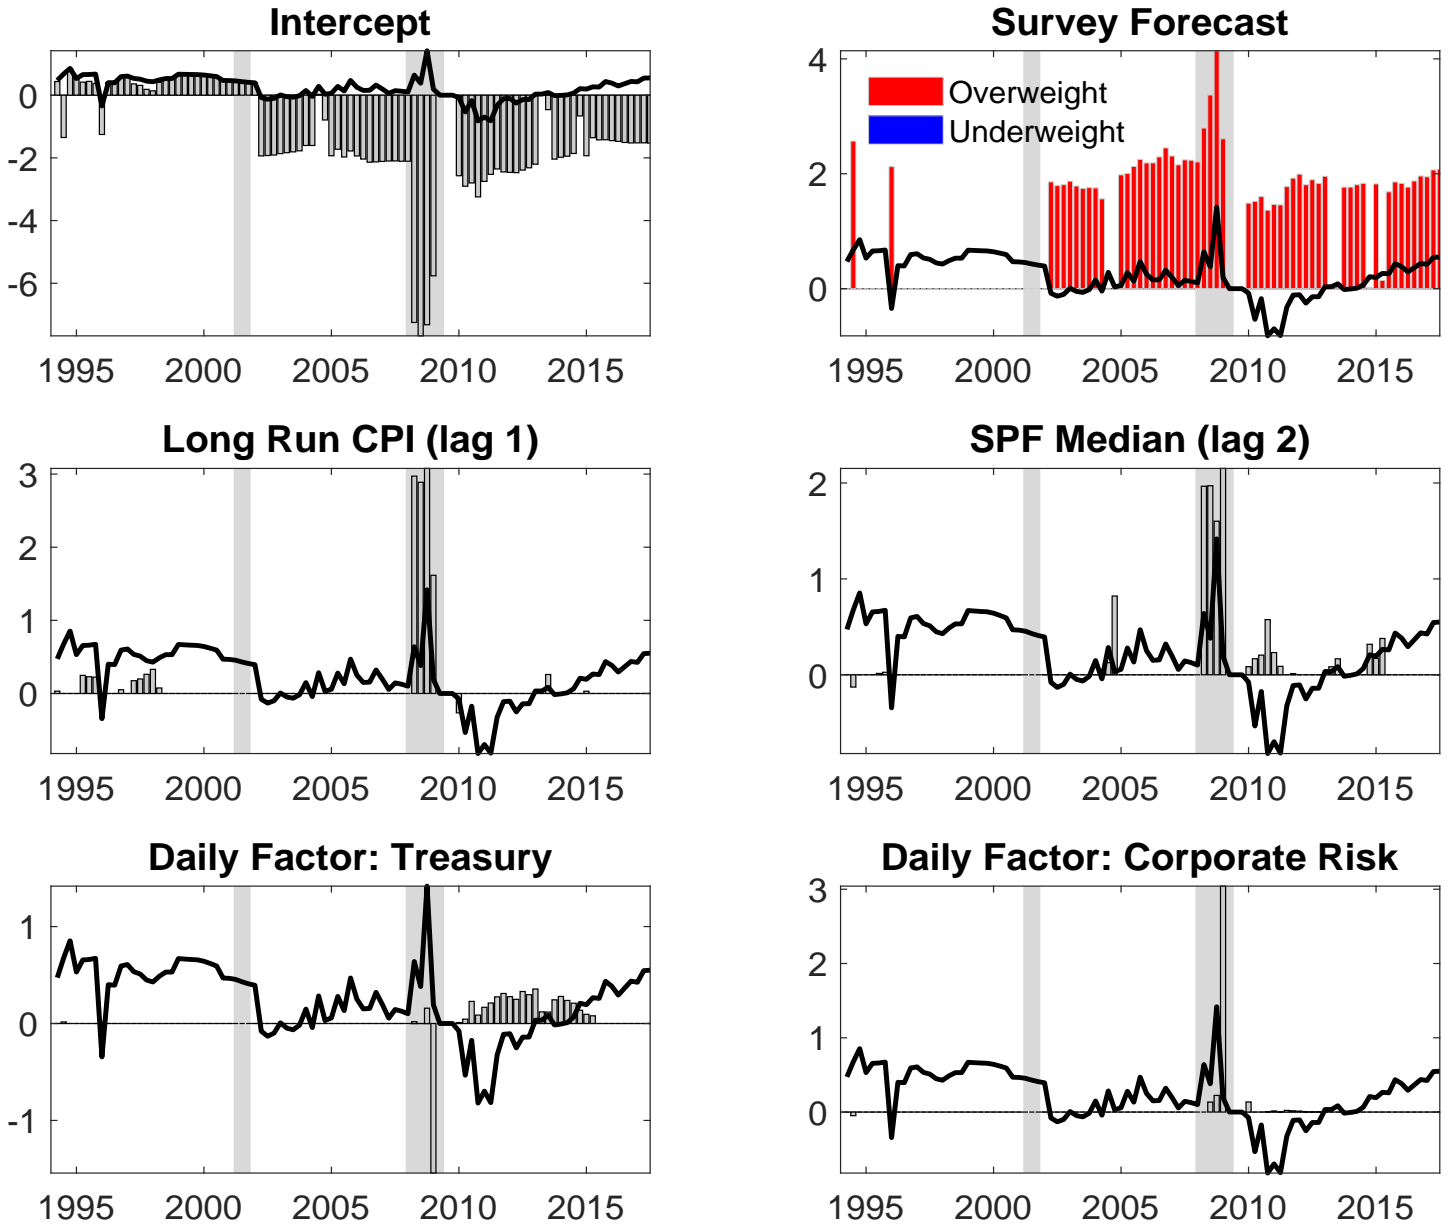 Intercept
0
-2
-4
-6
1995 2000 2005 2010 2015
Survey Forecast
4
2
0
Overweight
Underweight
1995 2000 2005 2010 2015
Long Run CPI (lag 1)
3
2
1
0
1995 2000 2005 2010 2015
SPF Median (lag 2)
2
1
0
1995 2000 2005 2010 2015
Daily Factor: Treasury
1
0
-1
1995 2000 2005 2010 2015
Daily Factor: Corporate Risk
3
2
1
0
1995 2000 2005 2010 2015